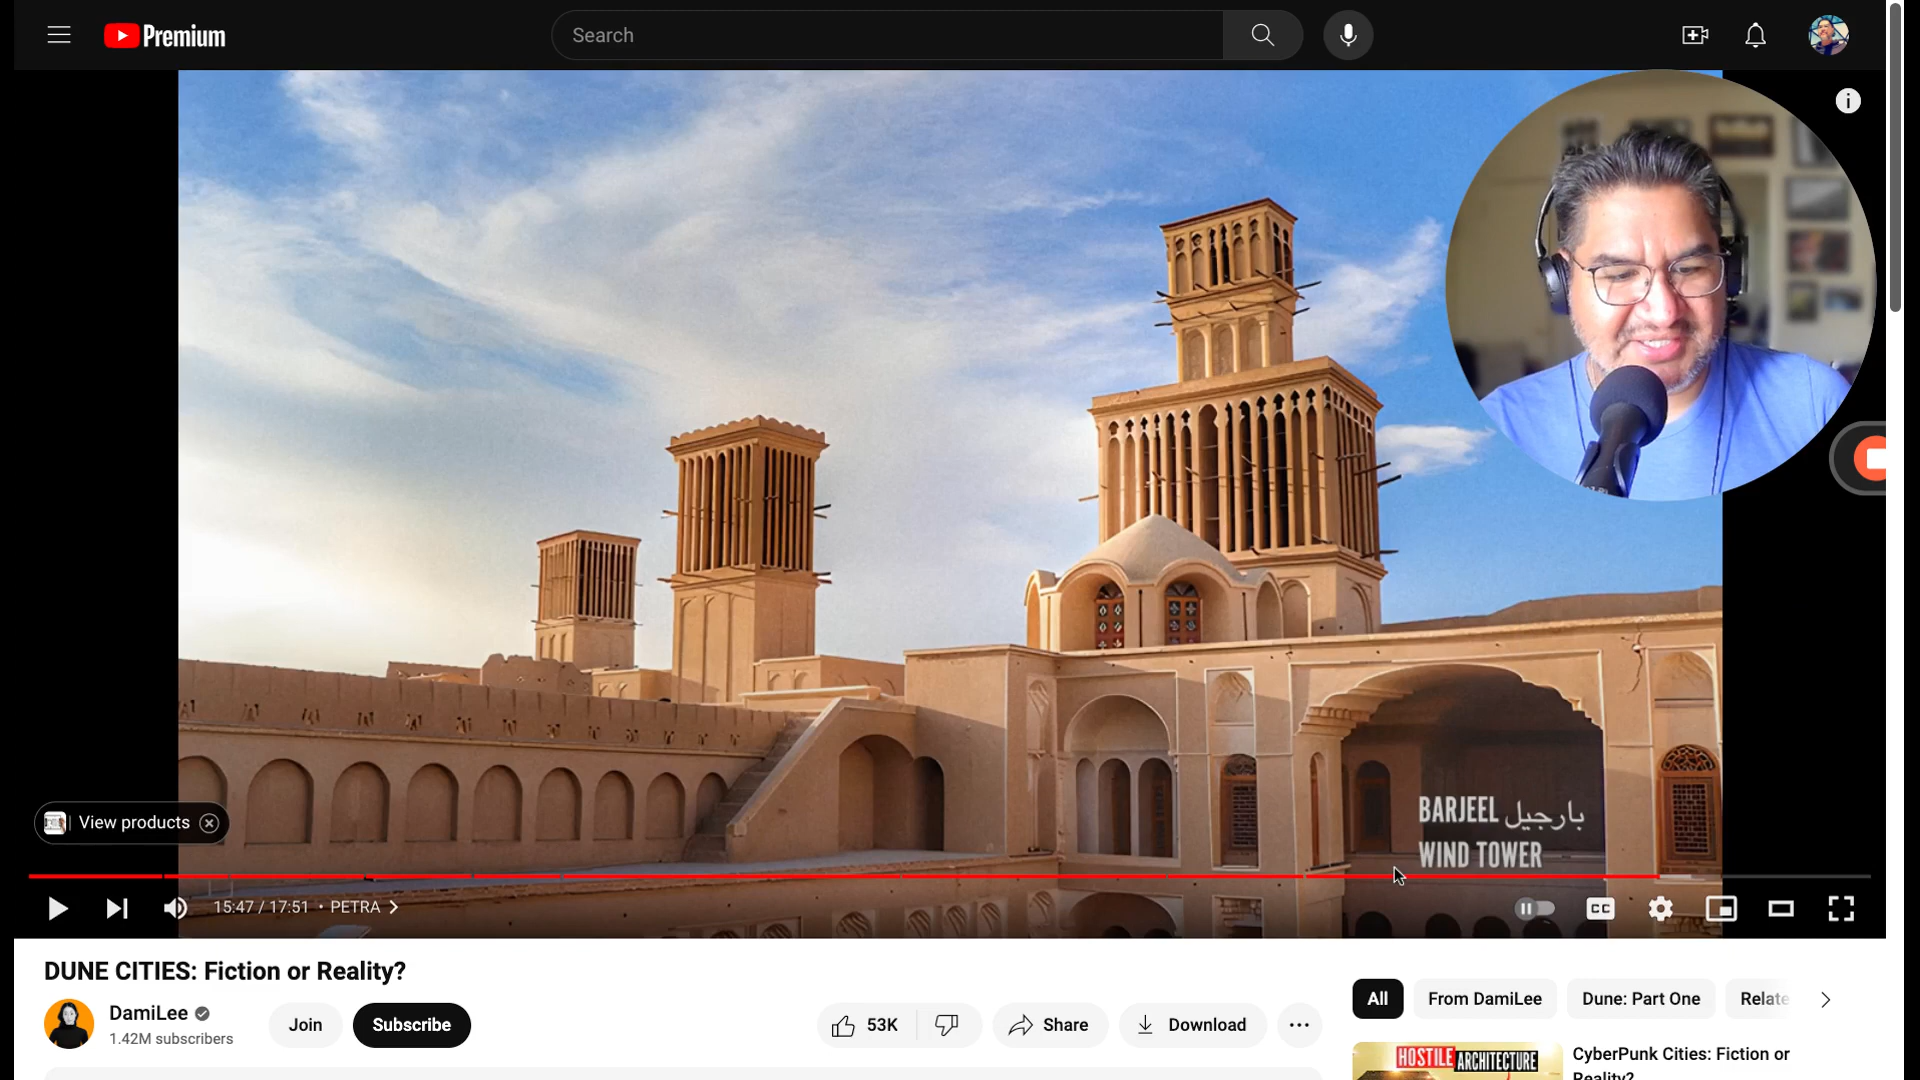 Premium
Search
BARJEEL بارجيل
WIND TOWER
View products
15:47 / 17:51 • PETRA
CC
DUNE CITIES: Fiction or Reality?
DamiLee
1.42M subscribers
Join
Subscribe
53K
Share
Download
All
From DamiLee
Dune: Part One
Relate
HOSTILE ARCHITECTURE
CyberPunk Cities: Fiction or
Reality?